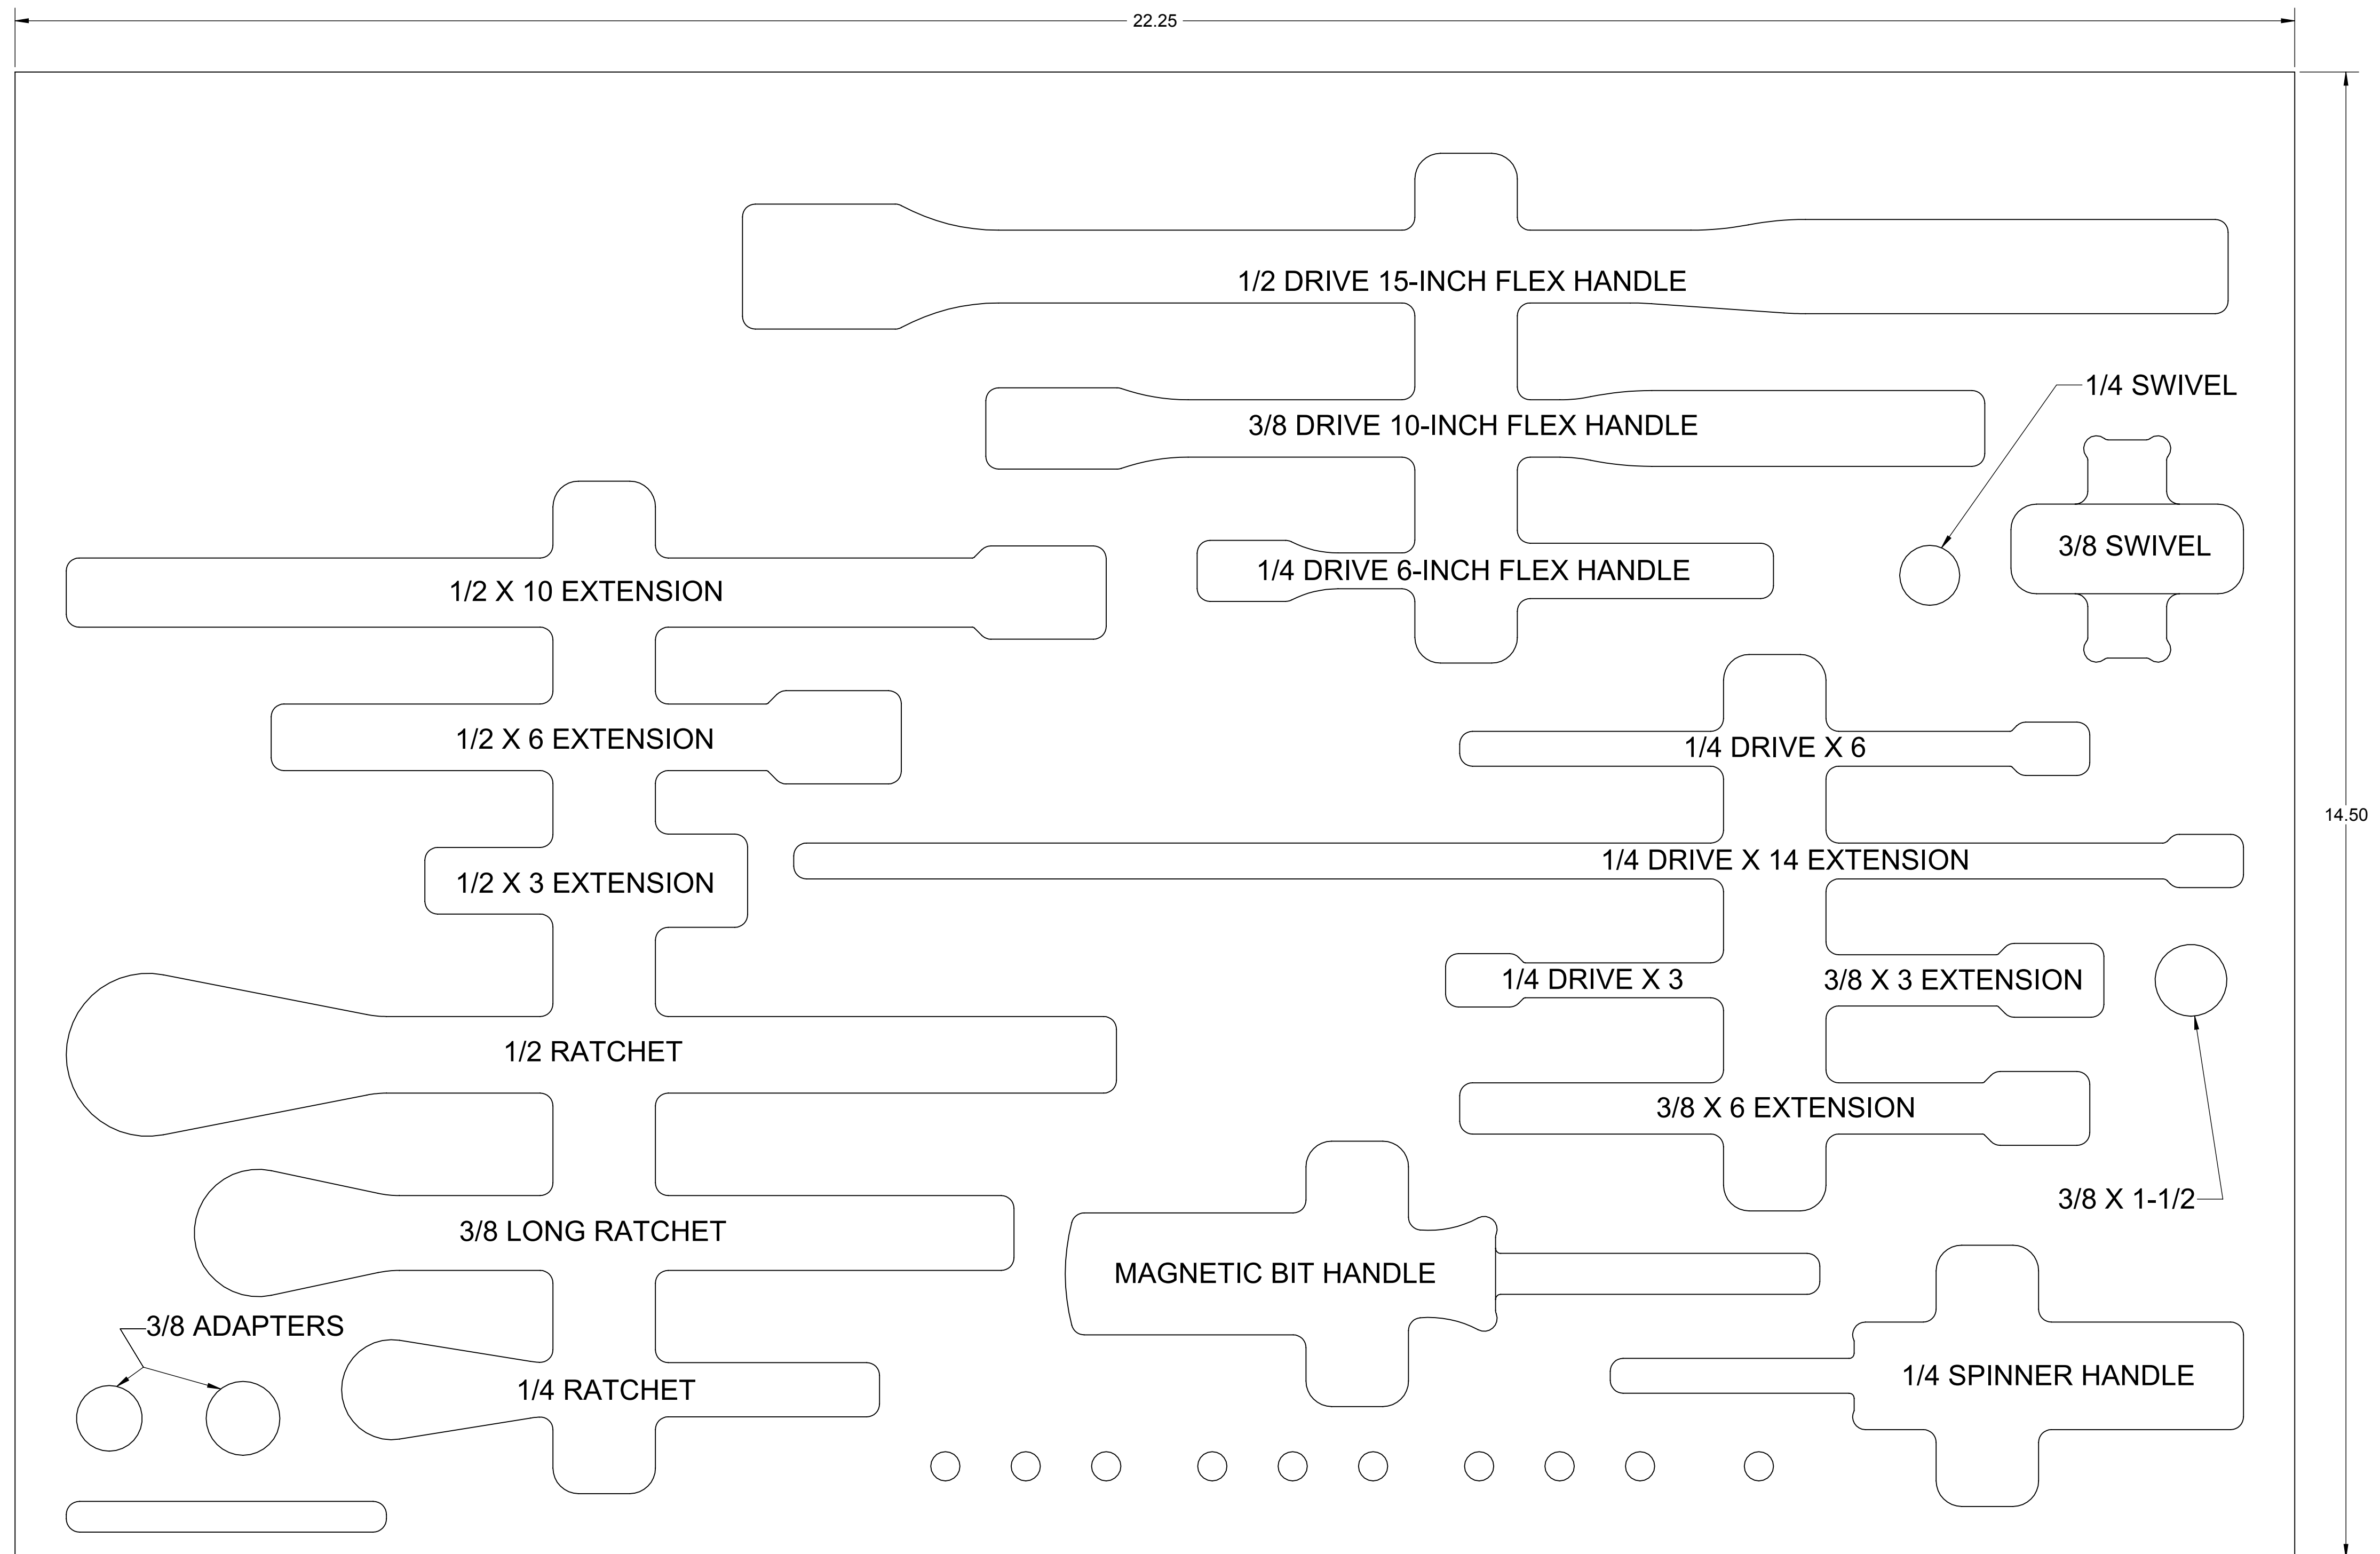 22.25
1/2 DRIVE 15-INCH FLEX HANDLE
1/4 SWIVEL
3/8 DRIVE 10-INCH FLEX HANDLE
3/8 SWIVEL
1/4 DRIVE 6-INCH FLEX HANDLE
1/2 X 10 EXTENSION
1/2 X 6 EXTENSION
1/4 DRIVE X 6
14.50
1/4 DRIVE X 14 EXTENSION
1/2 X 3 EXTENSION
1/4 DRIVE X 3
3/8 X 3 EXTENSION
1/2 RATCHET
3/8 X 6 EXTENSION
3/8 X 1-1/2
3/8 LONG RATCHET
MAGNETIC BIT HANDLE
3/8 ADAPTERS
1/4 SPINNER HANDLE
1/4 RATCHET